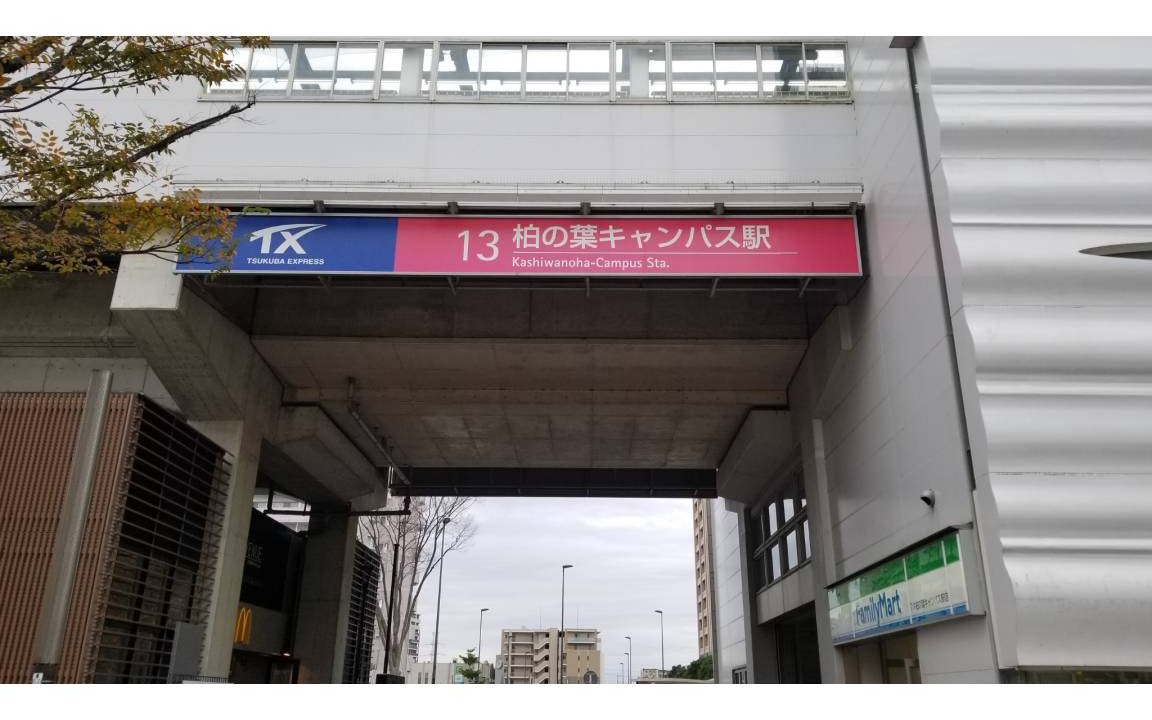 TX
TSUKUBA EXPRESS
13 柏の葉キャンパス駅
Kashiwanoha-Campus Sta.
FamilyMart